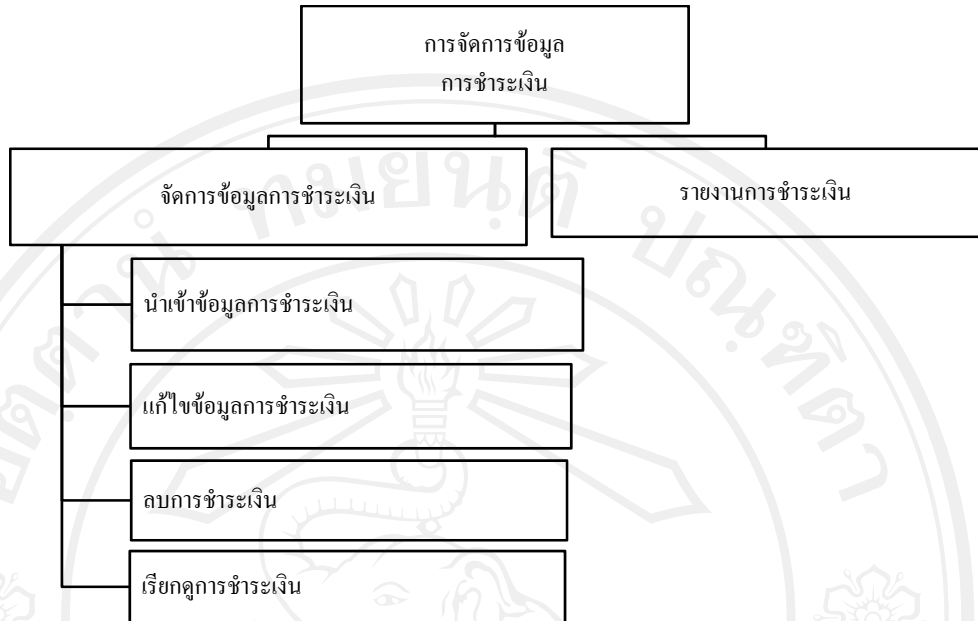 การจัดการข้อมูล
การชำระเงิน
จัดการข้อมูลการชำระเงิน
รายงานการชำระเงิน
นำเข้าข้อมูลการชำระเงิน
แก้ไขข้อมูลการชำระเงิน
ลบการชำระเงิน
เรียกดูการชำระเงิน